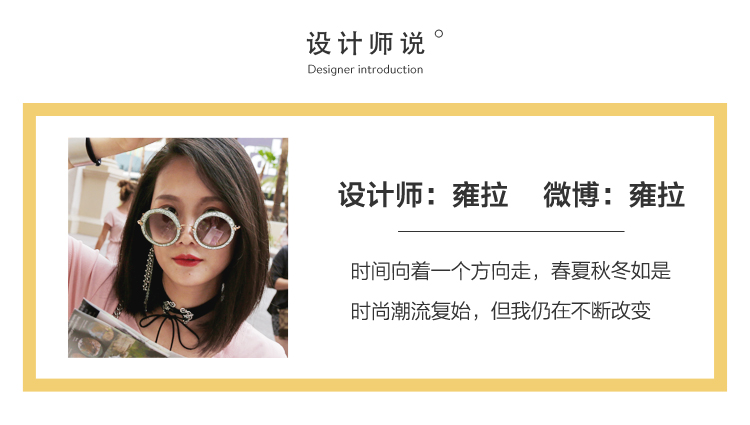 设计师说
Designer introduction
设计师：雍拉 微博：雍拉
时间向着一个方向走，春夏秋冬如是
时尚潮流复始，但我仍在不断改变